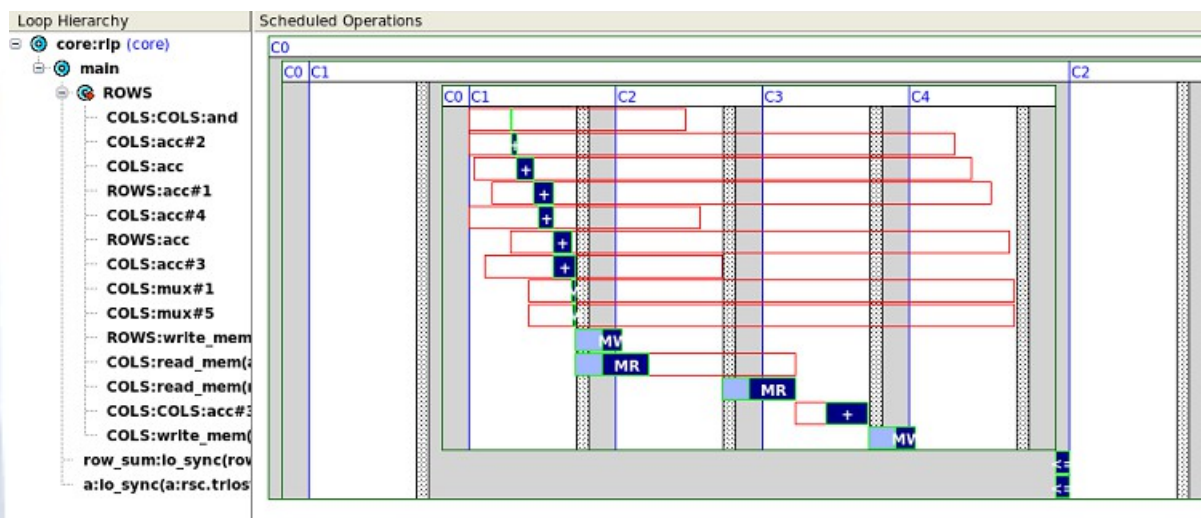 Loop Hierarchy
Scheduled Operations
core:rlp (core)
main
ROWS
COLS:COLS:and
COLS:acc#2
COLS:acc
ROWS:acc#1
COLS:acc#4
ROWS:acc
COLS:acc#3
COLS:mux#1
COLS:mux#5
ROWS:write_mem
COLS:read_mem(a
COLS:read_mem(
COLS:COLS:acc#3
COLS:write_mem(
row_sum:io_sync(row
a:io_sync(a:rsc.trios
C0
C0 C1 C2
C0 C1 C2 C3 C4
+
+
+
+
+
+
MW
MR
MR
+
MW
<=
<=